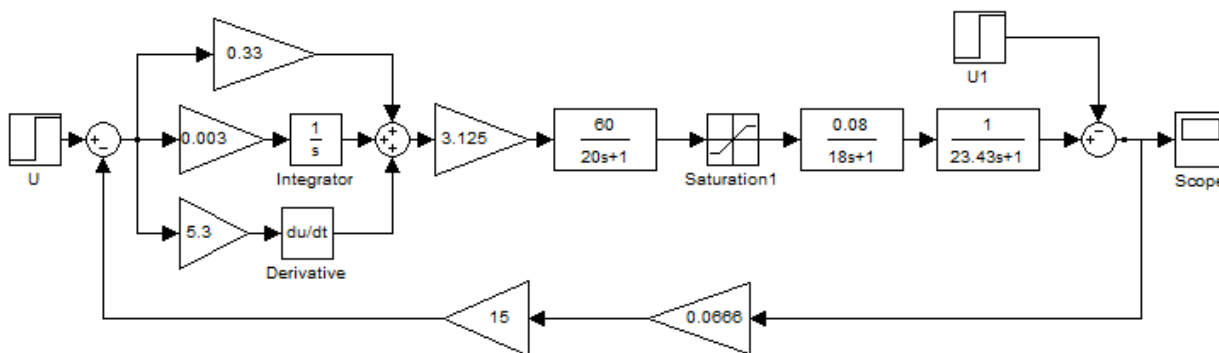 0.33
U1
U
+
−
0.003
1
s
Integrator
+
+
+
3.125
60
20s+1
Saturation1
0.08
18s+1
1
23.43s+1
−
Scope
5.3
du/dt
Derivative
15
0.0666